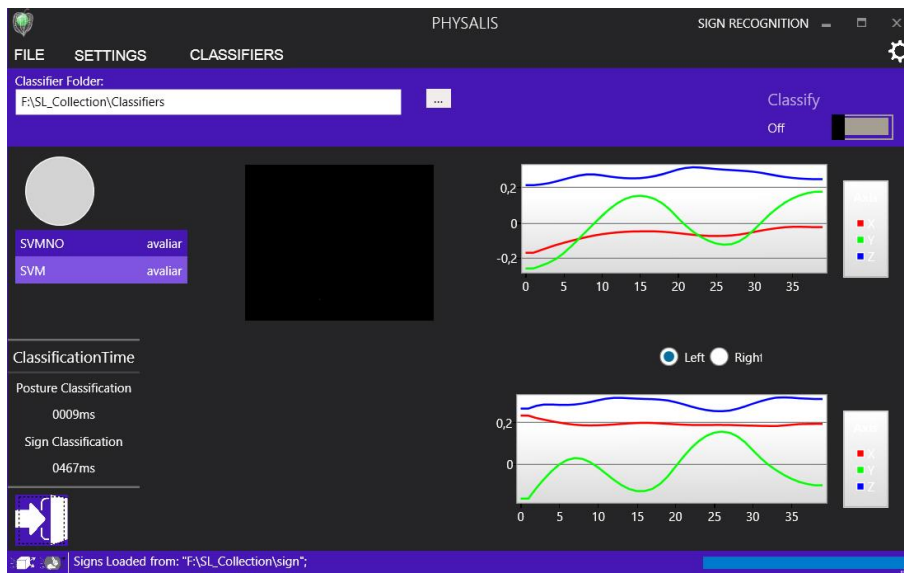 PHYSALIS
SIGN RECOGNITION
FILE SETTINGS CLASSIFIERS
Classifier Folder:
F:\SL_Collection\Classifiers
...
Classify
Off
SVMNO avaliar
SVM avaliar
0,2
0
-0,2
0 5 10 15 20 25 30 35
X
Y
Z
Left Right
ClassificationTime
Posture Classification
0009ms
Sign Classification
0467ms
0,2
0
0 5 10 15 20 25 30 35
X
Y
Z
Signs Loaded from: "F:\SL_Collection\sign";